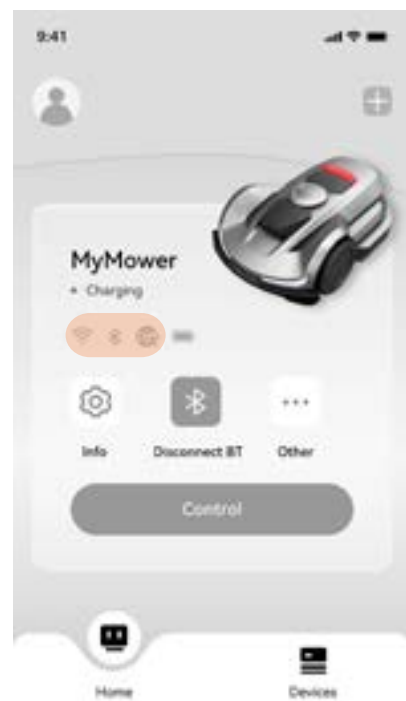 9:41
MyMower
Charging
Info Disconnect BT Other
Control
Home Devices